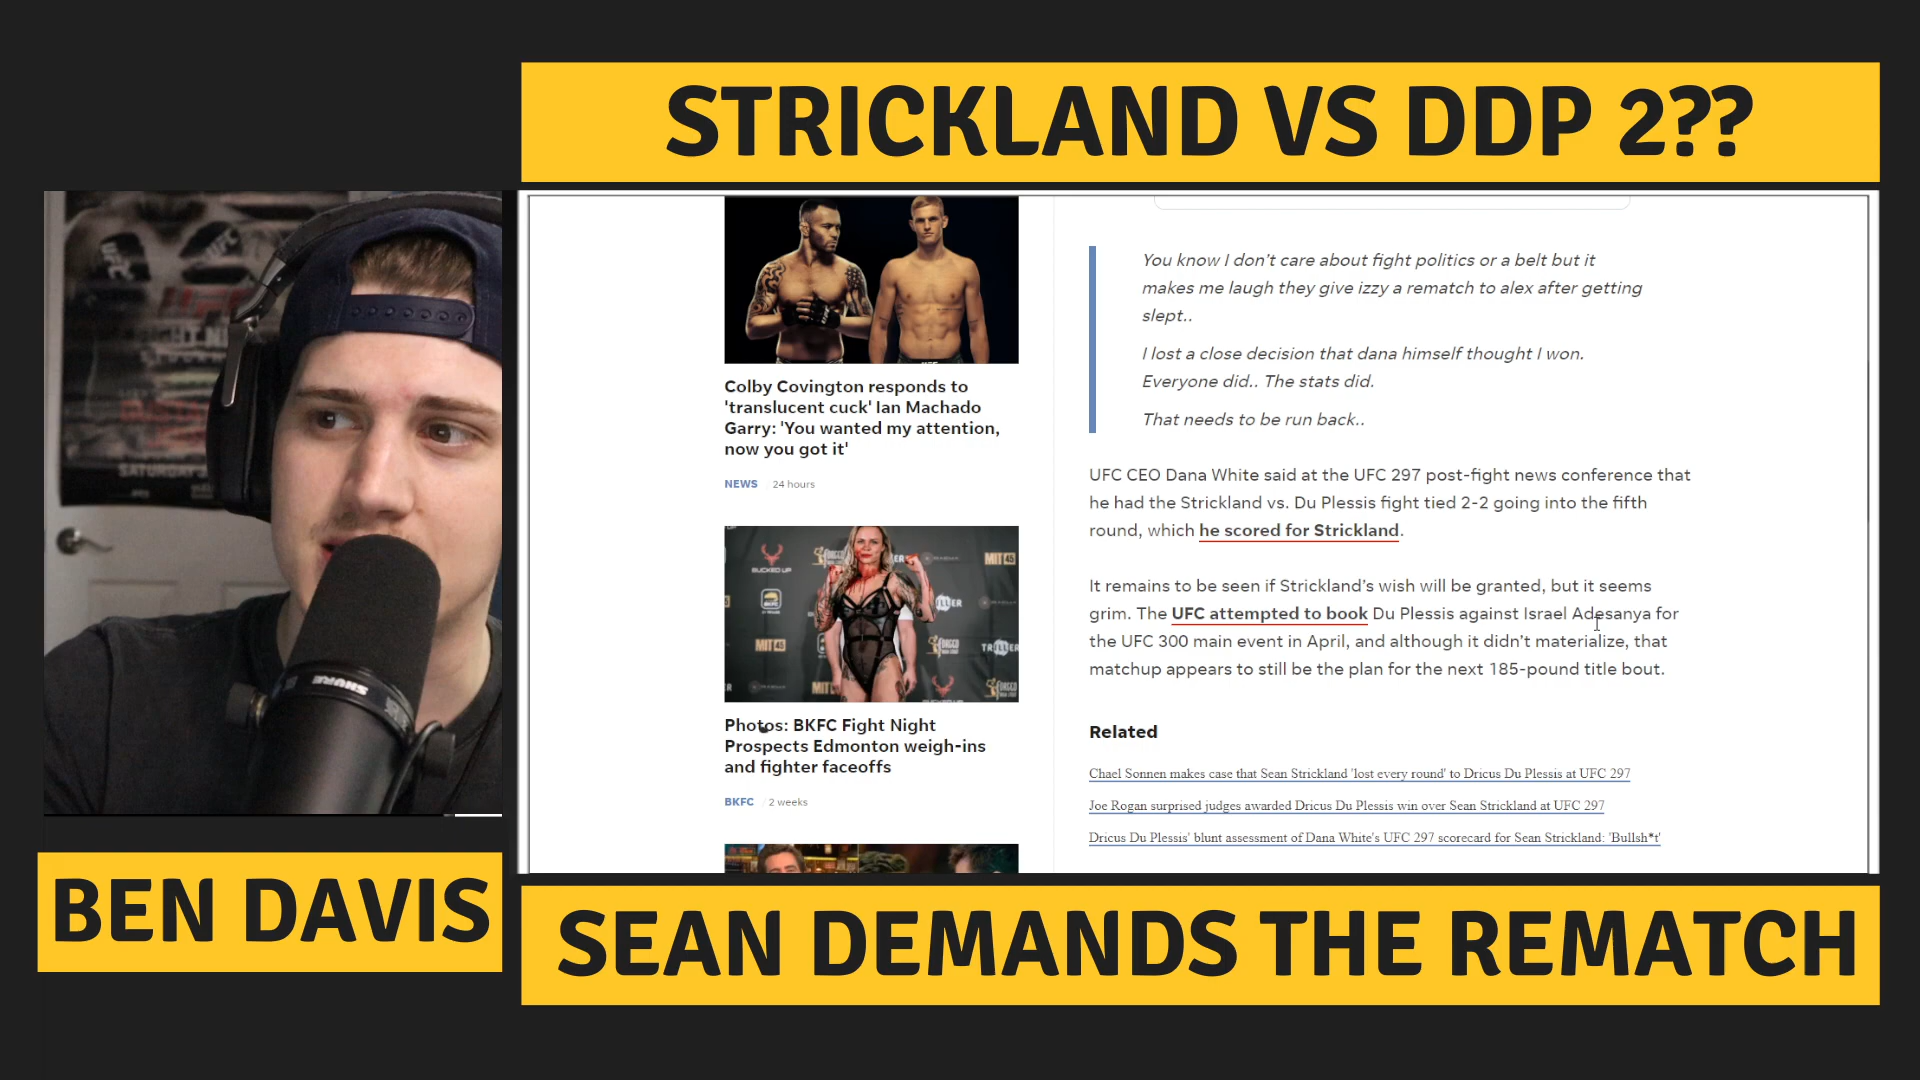 STRICKLAND VS DDP 2??
You know I don't care about fight politics or a belt but it
makes me laugh they give izzy a rematch to alex after getting
slept..
I lost a close decision that dana himself thought I won.
Everyone did.. The stats did.
That needs to be run back..
UFC CEO Dana White said at the UFC 297 post-fight news conference that
he had the Strickland vs. Du Plessis fight tied 2-2 going into the fifth
round, which he scored for Strickland.
It remains to be seen if Strickland's wish will be granted, but it seems
grim. The UFC attempted to book Du Plessis against Israel Adesanya for
the UFC 300 main event in April, and although it didn't materialize, that
matchup appears to still be the plan for the next 185-pound title bout.
Related
Chael Sonnen makes case that Sean Strickland 'lost every round' to Dricus Du Plessis at UFC 297
Joe Rogan surprised judges awarded Dricus Du Plessis win over Sean Strickland at UFC 297
Dricus Du Plessis' blunt assessment of Dana White's UFC 297 scorecard for Sean Strickland: 'Bullsh*t'
Colby Covington responds to
'translucent cuck' Ian Machado
Garry: 'You wanted my attention,
now you got it'
NEWS 24 hours
BUCKED UP
MIT 45
MIT 45
Photos: BKFC Fight Night
Prospects Edmonton weigh-ins
and fighter faceoffs
BKFC 2 weeks
SATURDAY
SHURE
BEN DAVIS
SEAN DEMANDS THE REMATCH